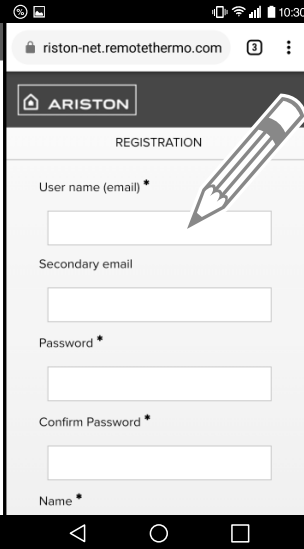 10:30
riston-net.remotethermo.com
3
ARISTON
REGISTRATION
User name (email) *
Secondary email
Password *
Confirm Password *
Name *